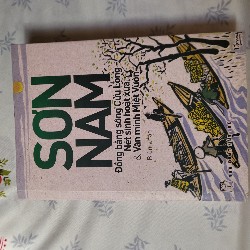 SƠN
NAM
Đồng bằng sông Cửu Long
Nét sinh hoạt xưa
& Văn minh Miệt Vườn